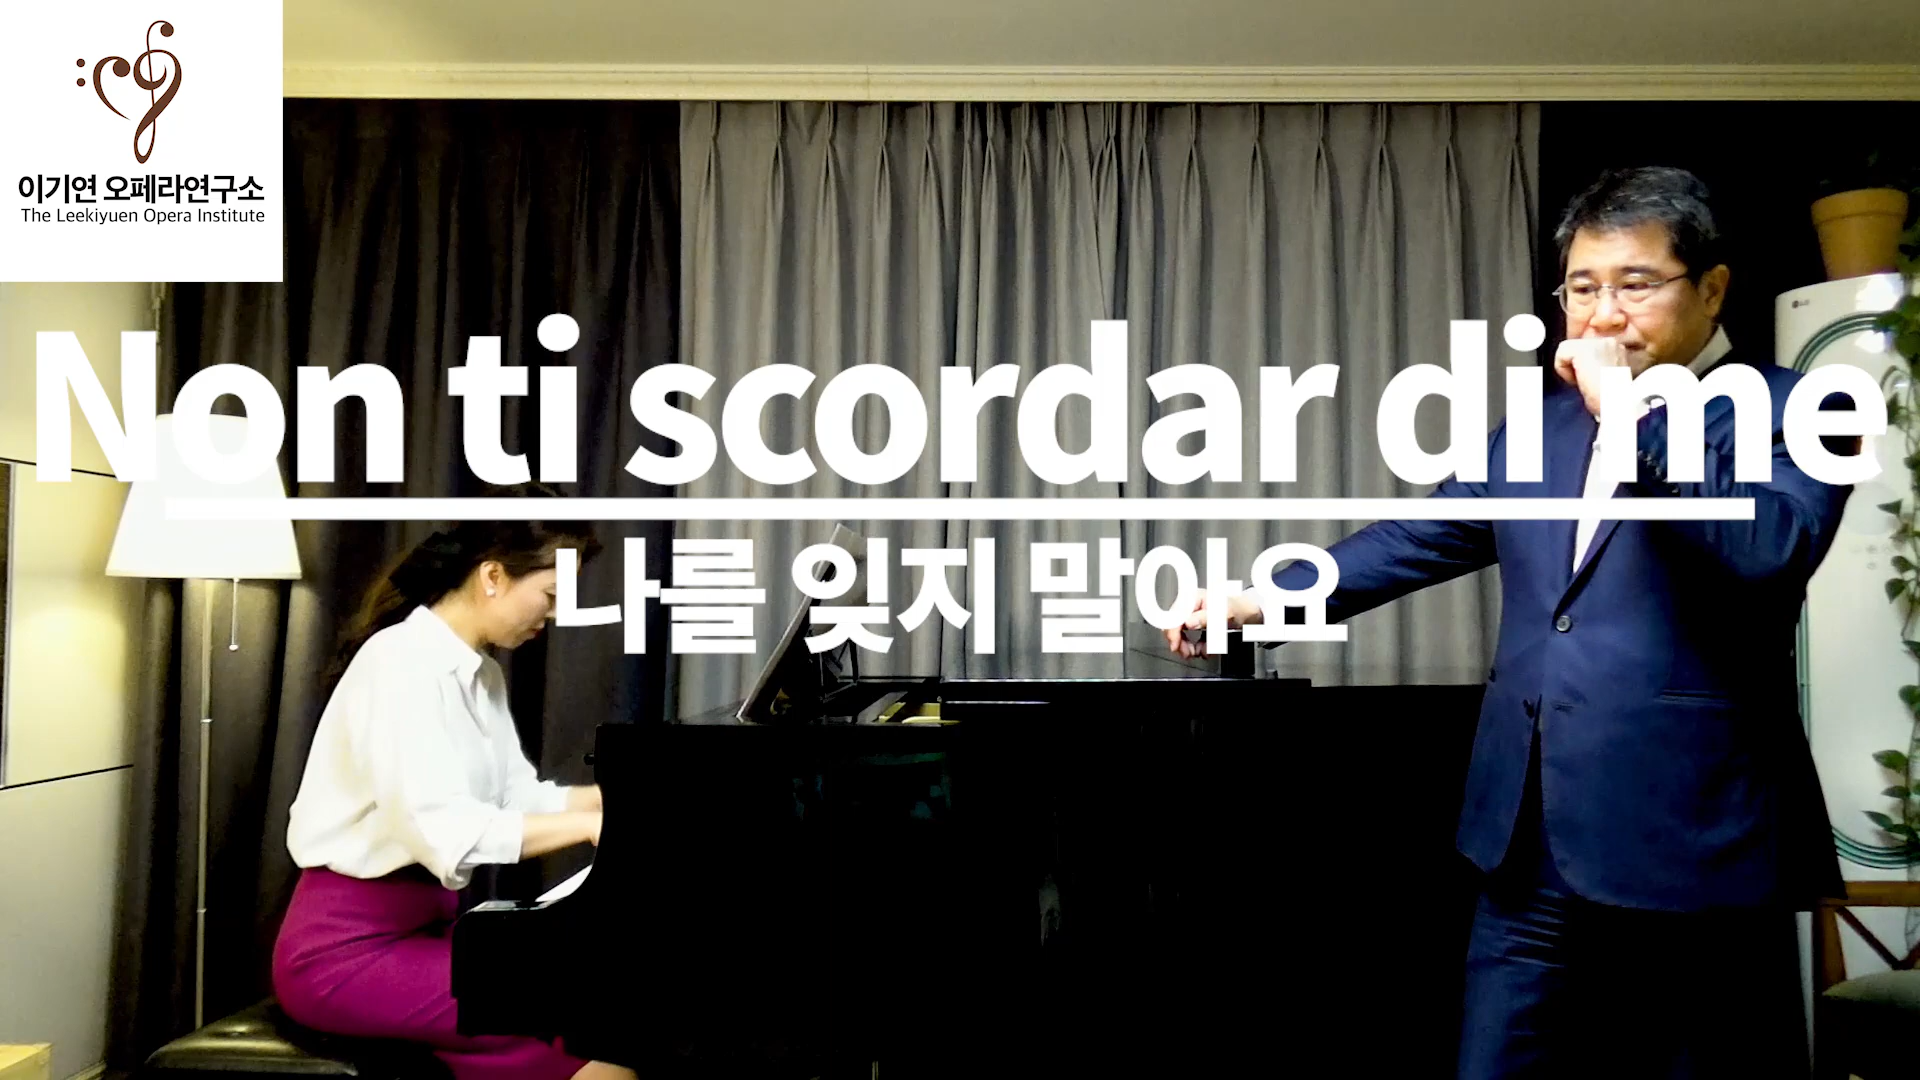 이기연 오페라연구소
The Leekiyuen Opera Institute
LG
Non ti scordar di me
나를 잊지 말아요